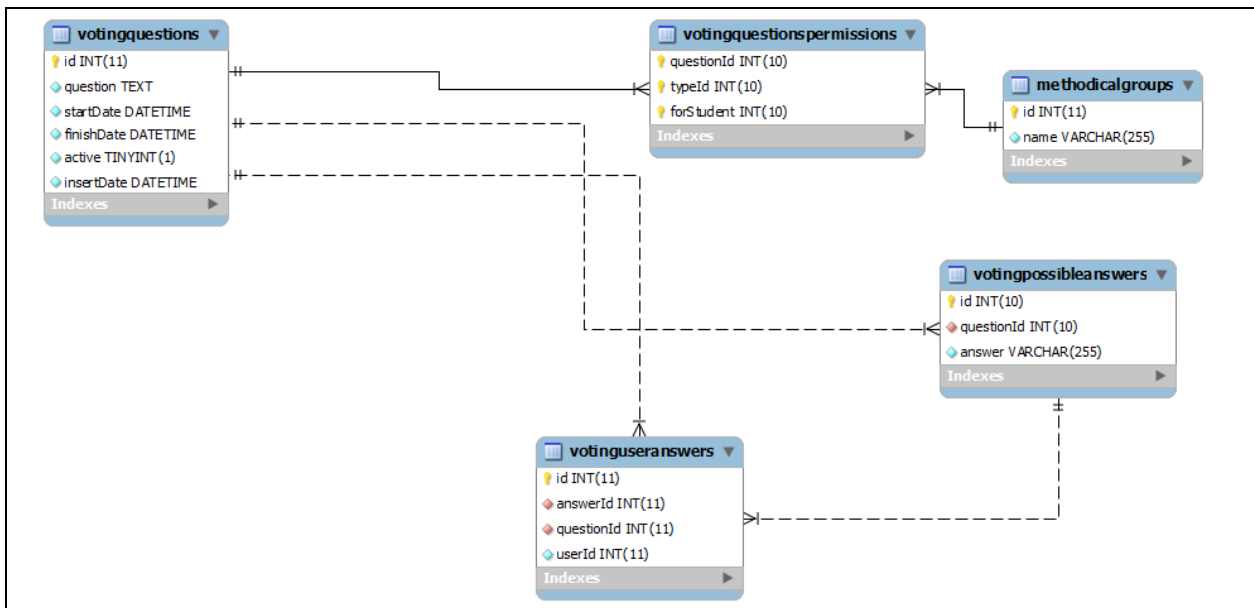 votingquestions
id INT(11)
question TEXT
startDate DATETIME
finishDate DATETIME
active TINYINT(1)
insertDate DATETIME
Indexes
votingquestionspermissions
questionId INT(10)
typeId INT(10)
forStudent INT(10)
Indexes
methodicalgroups
id INT(11)
name VARCHAR(255)
Indexes
votingpossibleanswers
id INT(10)
questionId INT(10)
answer VARCHAR(255)
Indexes
votinguseranswers
id INT(11)
answerId INT(11)
questionId INT(11)
userId INT(11)
Indexes